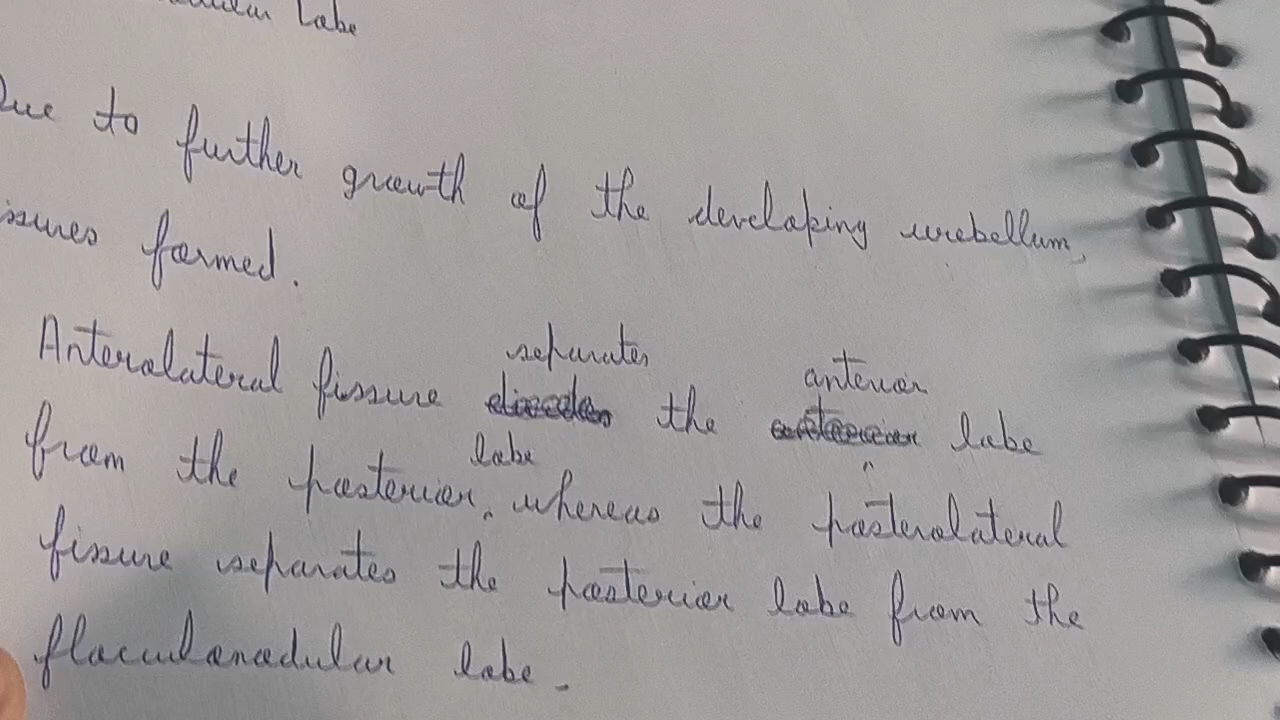 Lobe
Due to further growth of the developing cerebellum,
formed.
Anterolateral fissure separates the anterior lobe
from the posterior lobe, whereas the posterolateral
fissure separates the posterior lobe from the
flocculonodular lobe.